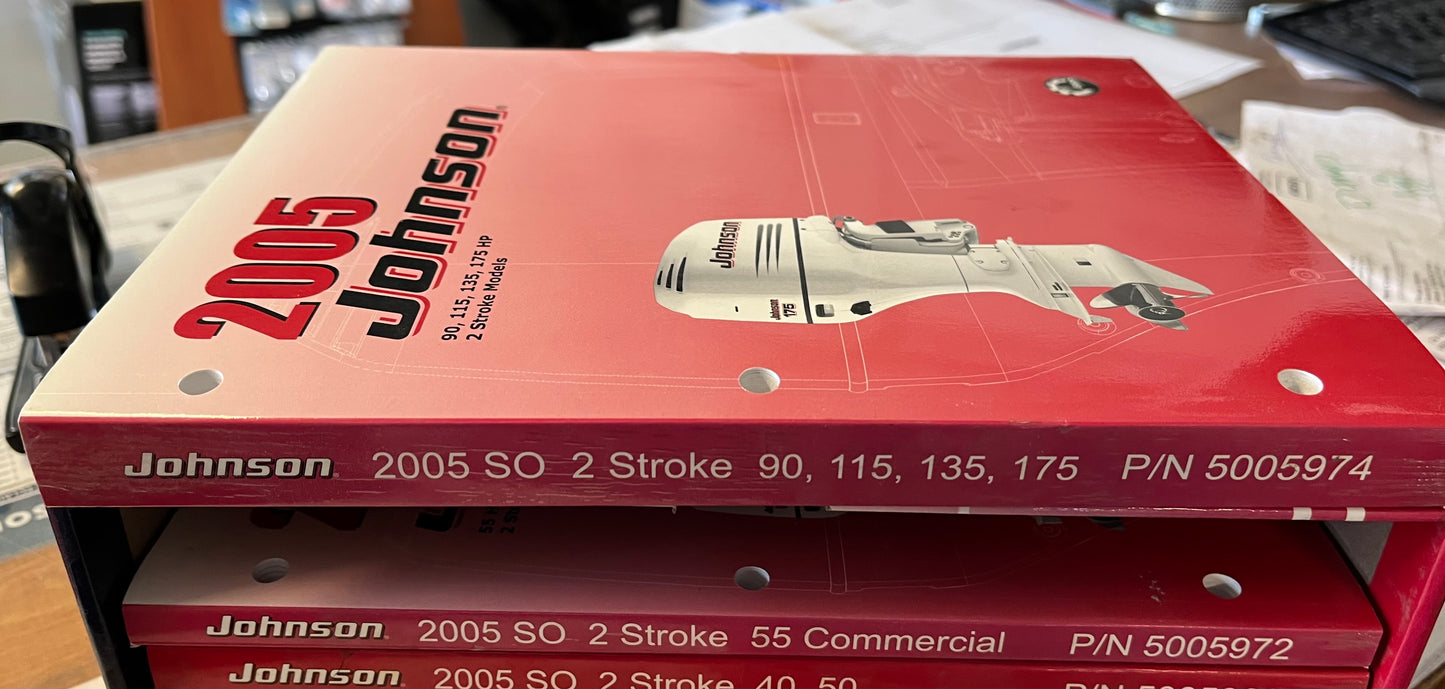 2005
Johnson
90, 115, 135, 175 HP
2 Stroke Models
Johnson
Johnson
175
Johnson 2005 SO 2 Stroke 90, 115, 135, 175 P/N 5005974
Johnson 2005 SO 2 Stroke 55 Commercial P/N 5005972
Johnson 2005 SO 2 Stroke 40, 50